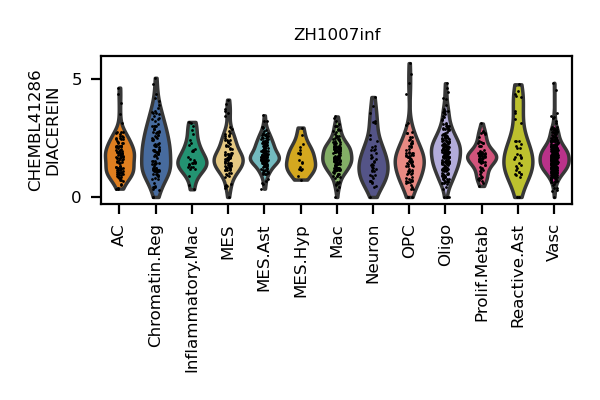 ZH1007inf
CHEMBL41286
DIACEREIN
5
0
AC
Chromatin.Reg
Inflammatory.Mac
MES
MES.Ast
MES.Hyp
Mac
Neuron
OPC
Oligo
Prolif.Metab
Reactive.Ast
Vasc